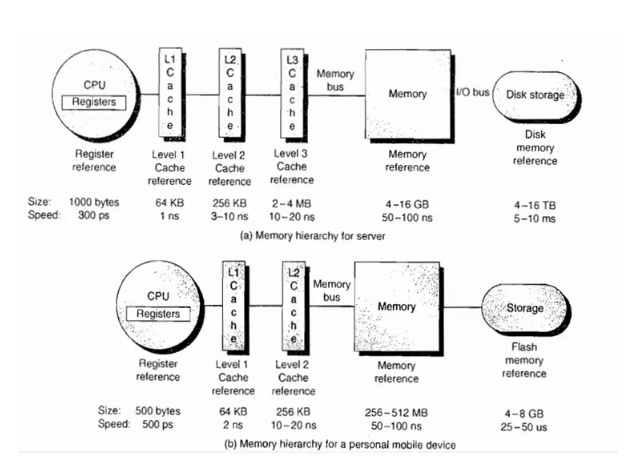 CPU
Registers
L1
Cache
L2
Cache
L3
Cache
Memory
bus
Memory
I/O bus
Disk storage
Register
reference
Level 1
Cache
reference
Level 2
Cache
reference
Level 3
Cache
reference
Memory
reference
Disk
memory
reference
Size: 1000 bytes 64 KB 256 KB 2–4 MB 4–16 GB 4–16 TB
Speed: 300 ps 1 ns 3–10 ns 10–20 ns 50–100 ns 5–10 ms
(a) Memory hierarchy for server
CPU
Registers
L1
Cache
L2
Cache
Memory
bus
Memory
Storage
Register
reference
Level 1
Cache
reference
Level 2
Cache
reference
Memory
reference
Flash
memory
reference
Size: 500 bytes 64 KB 256 KB 256–512 MB 4–8 GB
Speed: 500 ps 2 ns 10–20 ns 50–100 ns 25–50 us
(b) Memory hierarchy for a personal mobile device